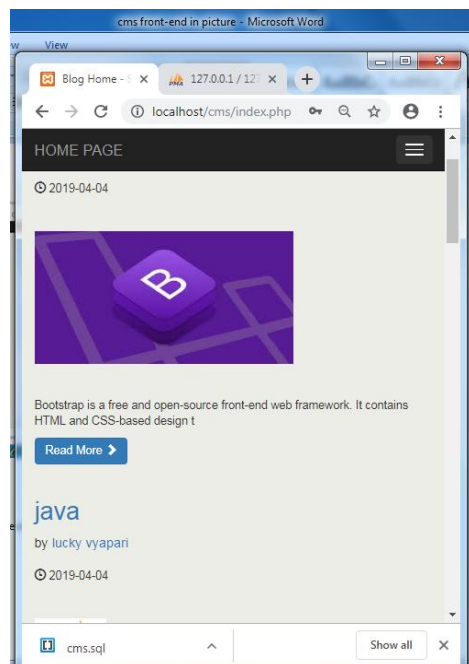 cms front-end in picture - Microsoft Word
View
Blog Home - 
127.0.0.1 / 127
localhost/cms/index.php
HOME PAGE
2019-04-04
B
Bootstrap is a free and open-source front-end web framework. It contains
HTML and CSS-based design t
Read More
java
by lucky vyapari
2019-04-04
cms.sql
Show all